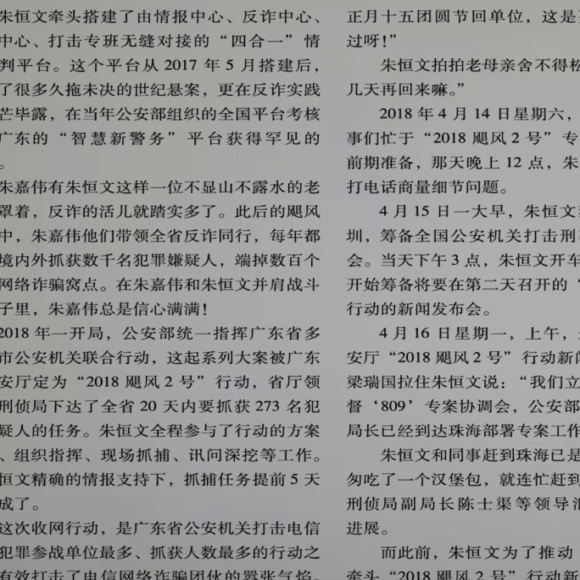 朱恒文牵头搭建了由情报中心、反诈中心、
中心、打击专班无缝对接的“四合一”情
判平台。这个平台从 2017 年 5 月搭建后，
了很多久拖未决的世纪悬案，更在反诈实践
芒毕露，在当年公安部组织的全国平台考核
广东的“智慧新警务”平台获得罕见的
。
朱嘉伟有朱恒文这样一位不显山不露水的老
罩着，反诈的活儿就踏实多了。此后的飓风
中，朱嘉伟他们带领全省反诈同行，每年都
境内外抓获数千名犯罪嫌疑人，端掉数百个
网络诈骗窝点。在朱嘉伟和朱恒文并肩战斗
子里，朱嘉伟总是信心满满！
2018 年一开局，公安部统一指挥广东省多
市公安机关联合行动，这起系列大案被广东
安厅定为“2018 飓风 2 号”行动，省厅领
刑侦局下达了全省 20 天内要抓获 273 名犯
疑人的任务。朱恒文全程参与了行动的方案
、组织指挥、现场抓捕、讯问深挖等工作。
恒文精确的情报支持下，抓捕任务提前 5 天
成了。
这次收网行动，是广东省公安机关打击电信
犯罪参战单位最多、抓获人数最多的行动之
有效打击了电信网络诈骗团伙的嚣张气焰。
正月十五团圆节回单位，这是
过呀！”
朱恒文拍拍老母亲舍不得松
几天再回来嘛。”
2018 年 4 月 14 日星期六，
事们忙于“2018 飓风 2 号”专
前期准备，那天晚上 12 点，朱
打电话商量细节问题。
4 月 15 日一大早，朱恒文
圳，筹备全国公安机关打击刑
会。当天下午 3 点，朱恒文开车
开始筹备将要在第二天召开的“
行动的新闻发布会。
4 月 16 日星期一，上午，
安厅“2018 飓风 2 号”行动新闻
梁瑞国拉住朱恒文说：“我们立
督‘809’专案协调会，公安部
局长已经到达珠海部署专案工作
朱恒文和同事赶到珠海已是
匆吃了一个汉堡包，就连忙赶到
刑侦局副局长陈士渠等领导汇
进展。
而此前，朱恒文为了推动
牵头“2018 飓风 2 号”行动新